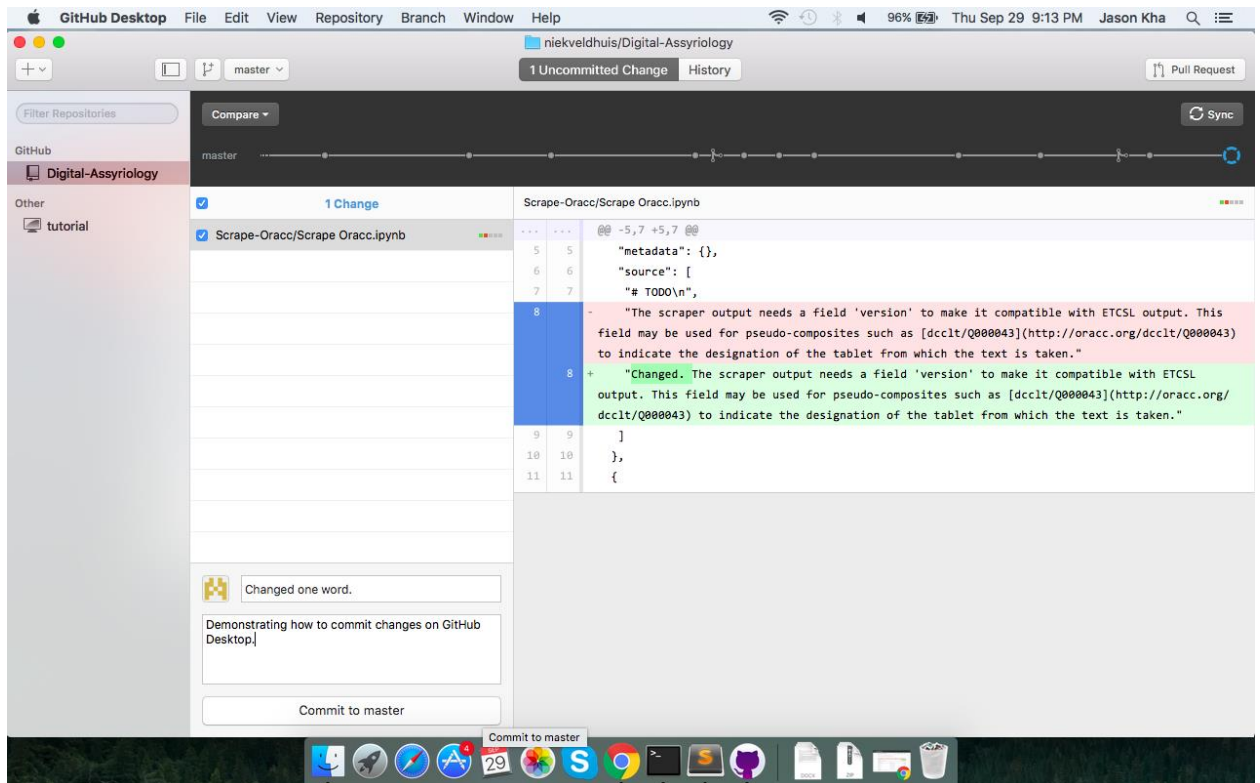 GitHub Desktop File Edit View Repository Branch Window Help 96% Thu Sep 29 9:13 PM Jason Kha
niekveldhuis/Digital-Assyriology
master 1 Uncommitted Change History Pull Request
Filter Repositories
Compare Sync
GitHub
master
Digital-Assyriology
Other
tutorial
1 Change
Scrape-Oracc/Scrape Oracc.ipynb
Scrape-Oracc/Scrape Oracc.ipynb
... ... @@ -5,7 +5,7 @@
5 5 "metadata": {},
6 6 "source": [
7 7 "# TODO\n",
8 - "The scraper output needs a field 'version' to make it compatible with ETCSL output. This
field may be used for pseudo-composites such as [dcclt/Q000043](http://oracc.org/dcclt/Q000043)
to indicate the designation of the tablet from which the text is taken."
8 + "Changed. The scraper output needs a field 'version' to make it compatible with ETCSL
output. This field may be used for pseudo-composites such as [dcclt/Q000043](http://oracc.org/
dcclt/Q000043) to indicate the designation of the tablet from which the text is taken."
9 9 ]
10 10 },
11 11 {
Changed one word.
Demonstrating how to commit changes on GitHub
Desktop.
Commit to master
Commit to master
4
SEP
29
S
>_
S
DOCX
ZIP